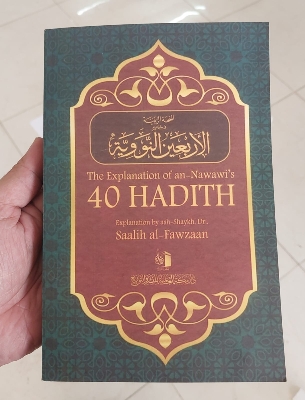 الأربعين النووية
The Explanation of an-Nawawi's
40 HADITH
Explanation by ash-Shaykh, Dr.,
Saalih al-Fawzaan